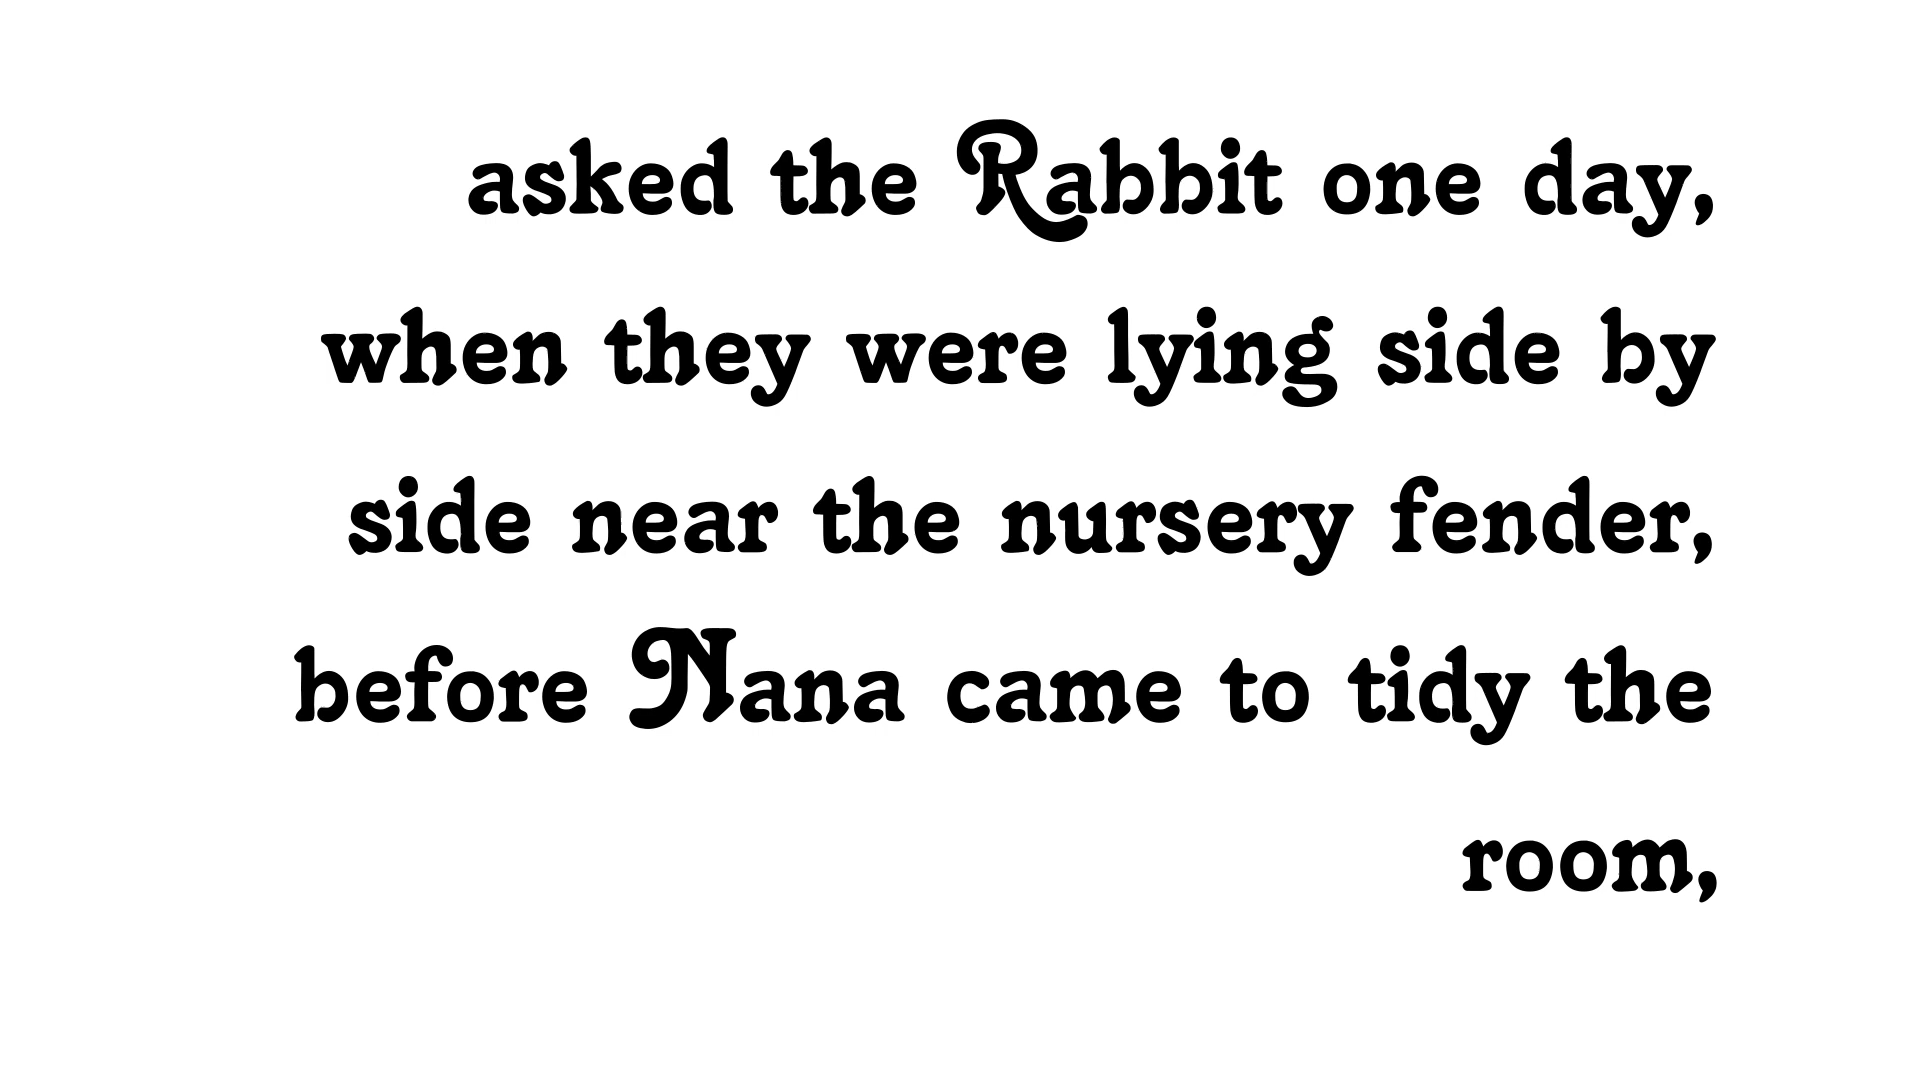 asked the Rabbit one day,
when they were lying side by
side near the nursery fender,
before Nana came to tidy the
room,